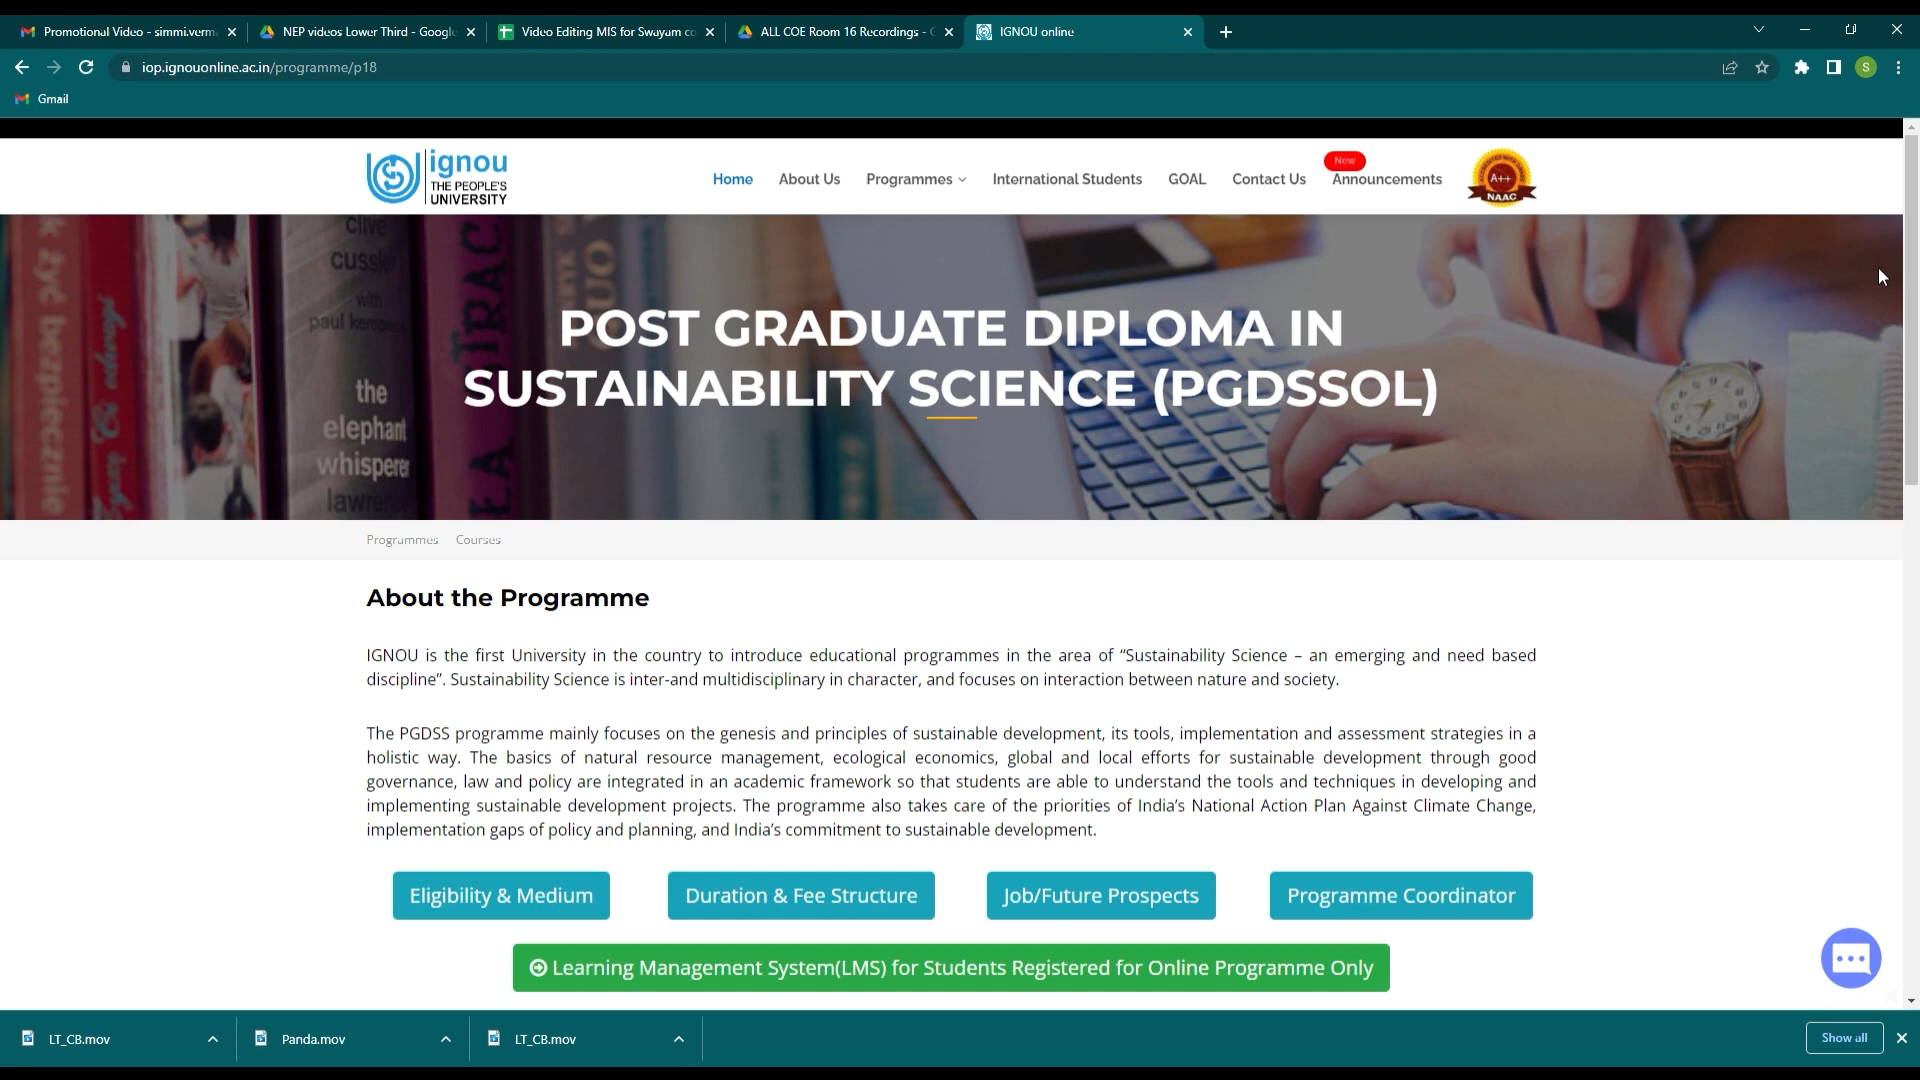 Promotional Video - simmi.verm
NEP videos Lower Third - Google
Video Editing MIS for Swayam co
ALL COE Room 16 Recordings - G
IGNOU online
iop.ignouonline.ac.in/programme/p18
S
Gmail
ignou
THE PEOPLE'S
UNIVERSITY
Home
About Us
Programmes
International Students
GOAL
Contact Us
New
Announcements
A++
NAAC
clive
cussler
with
paul kemprec
the
elephant
whisperer
lawrence
POST GRADUATE DIPLOMA IN
SUSTAINABILITY SCIENCE (PGDSSOL)
Programmes Courses
About the Programme
IGNOU is the first University in the country to introduce educational programmes in the area of “Sustainability Science – an emerging and need based
discipline”. Sustainability Science is inter-and multidisciplinary in character, and focuses on interaction between nature and society.
The PGDSS programme mainly focuses on the genesis and principles of sustainable development, its tools, implementation and assessment strategies in a
holistic way. The basics of natural resource management, ecological economics, global and local efforts for sustainable development through good
governance, law and policy are integrated in an academic framework so that students are able to understand the tools and techniques in developing and
implementing sustainable development projects. The programme also takes care of the priorities of India’s National Action Plan Against Climate Change,
implementation gaps of policy and planning, and India’s commitment to sustainable development.
Eligibility & Medium
Duration & Fee Structure
Job/Future Prospects
Programme Coordinator
Learning Management System(LMS) for Students Registered for Online Programme Only
LT_CB.mov
Panda.mov
LT_CB.mov
Show all